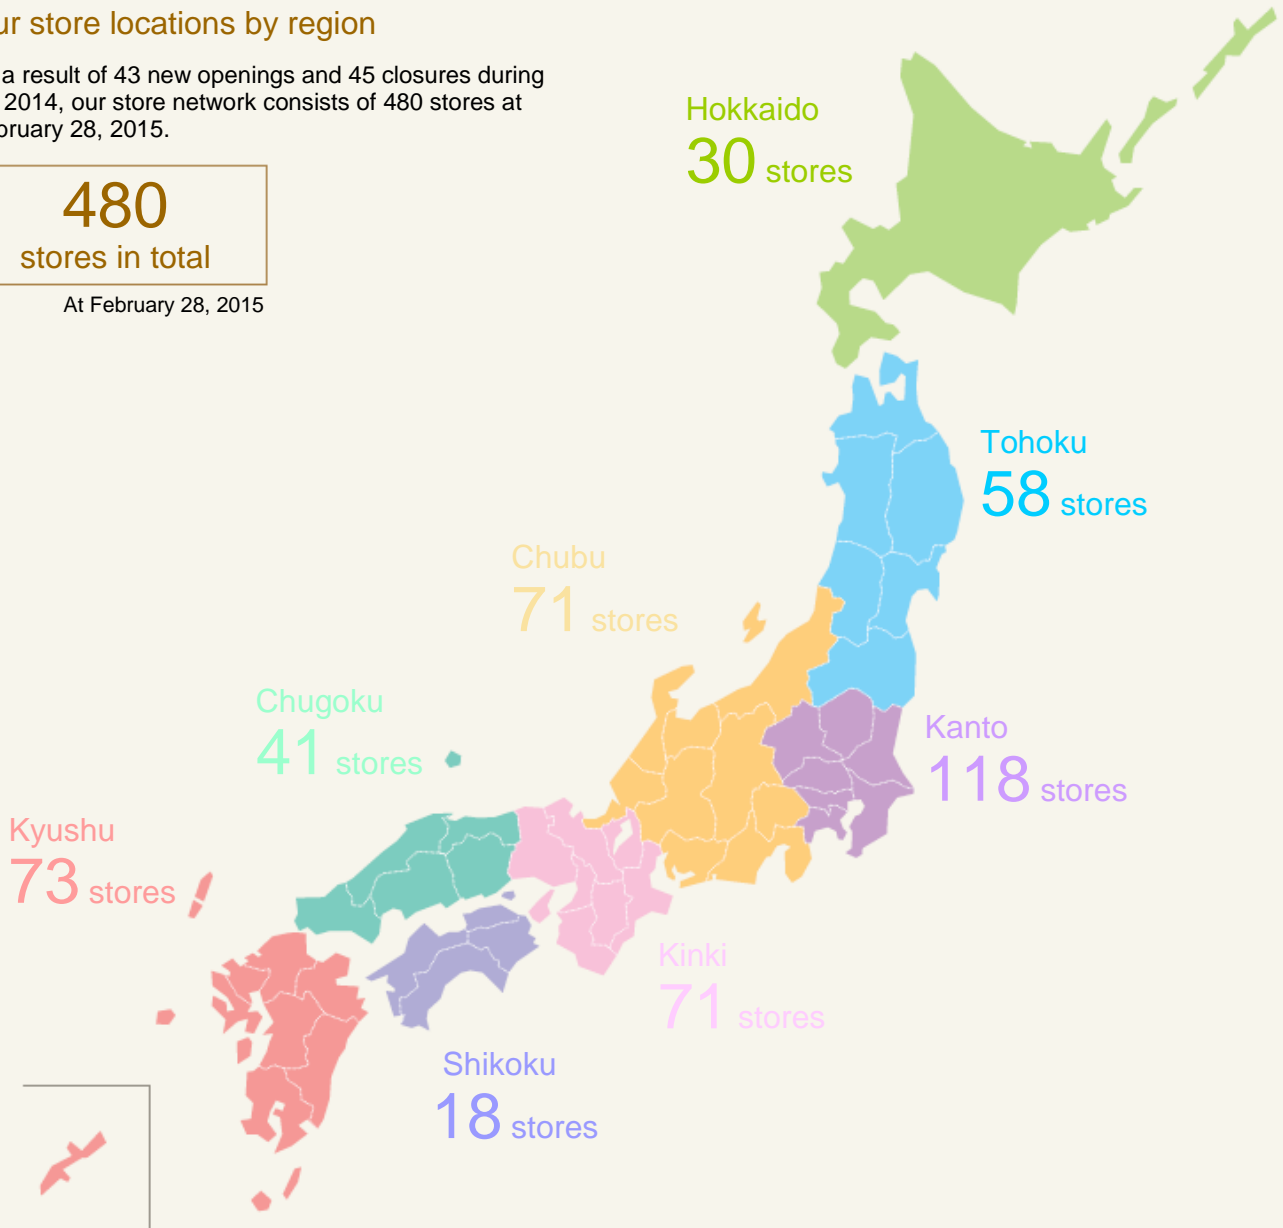 ur store locations by region
a result of 43 new openings and 45 closures during
2014, our store network consists of 480 stores at
bruary 28, 2015.
480
stores in total
At February 28, 2015
Hokkaido
30 stores
Tohoku
58 stores
Chubu
71 stores
Chugoku
41 stores
Kanto
118 stores
Kyushu
73 stores
Kinki
71 stores
Shikoku
18 stores